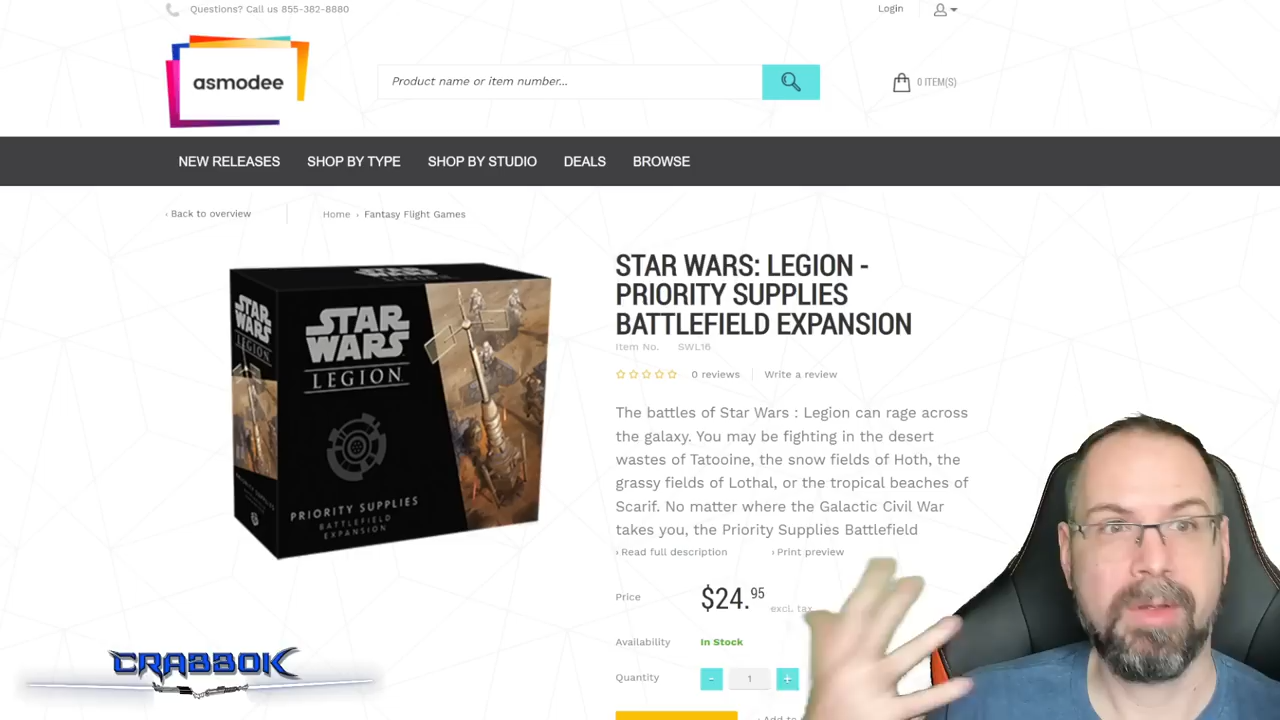 Questions? Call us 855-382-8880
Login
asmodee
Product name or item number...
0 ITEM(S)
NEW RELEASES
SHOP BY TYPE
SHOP BY STUDIO
DEALS
BROWSE
‹ Back to overview
Home › Fantasy Flight Games
STAR WARS: LEGION -
PRIORITY SUPPLIES
BATTLEFIELD EXPANSION
Item No. SWL16
0 reviews
Write a review
The battles of Star Wars : Legion can rage across
the galaxy. You may be fighting in the desert
wastes of Tatooine, the snow fields of Hoth, the
grassy fields of Lothal, or the tropical beaches of
Scarif. No matter where the Galactic Civil War
takes you, the Priority Supplies Battlefield
› Read full description
› Print preview
Price
$24.95
excl. tax
Availability
In Stock
Quantity
- 1 +
› Add to
STAR WARS
LEGION
STAR
WARS
LEGION
PRIORITY SUPPLIES
BATTLEFIELD
EXPANSION
CRABBOK